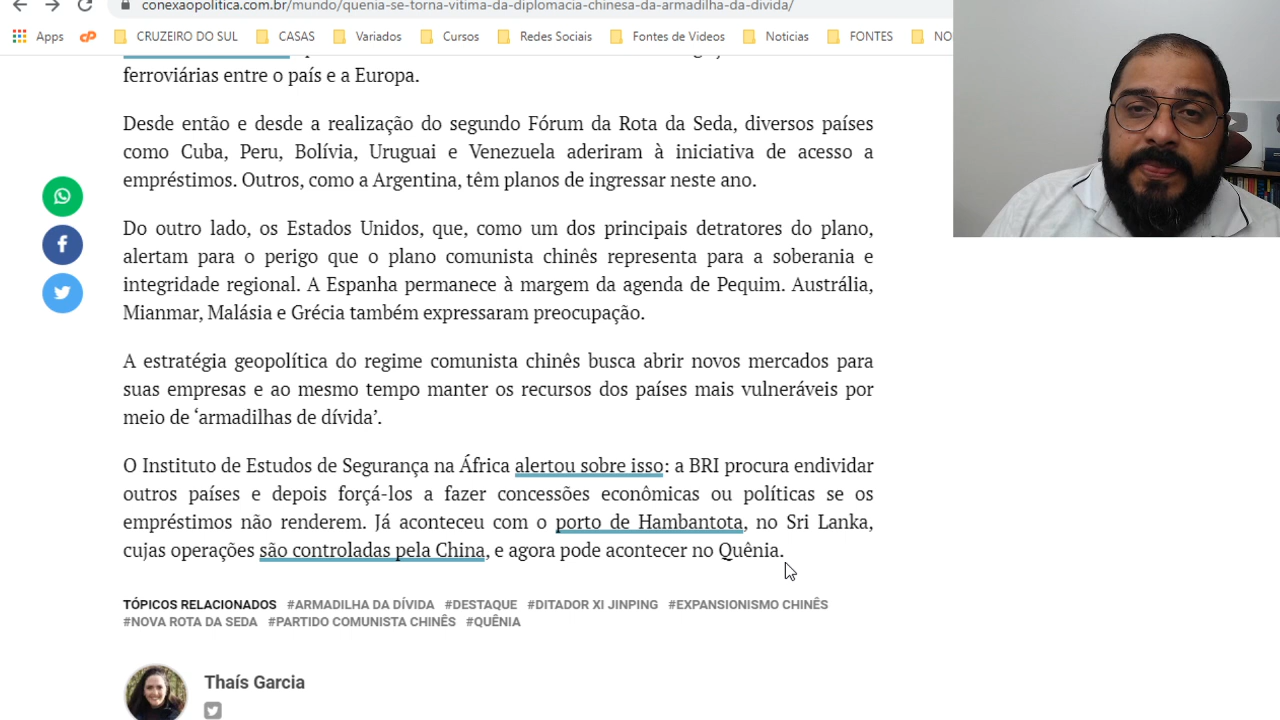 conexaopolitica.com.br/mundo/quenia-se-torna-vitima-da-diplomacia-chinesa-da-armadilha-da-divida/
Apps CRUZEIRO DO SUL CASAS Variados Cursos Redes Sociais Fontes de Videos Noticias FONTES NO
ferroviárias entre o país e a Europa.
Desde então e desde a realização do segundo Fórum da Rota da Seda, diversos países
como Cuba, Peru, Bolívia, Uruguai e Venezuela aderiram à iniciativa de acesso a
empréstimos. Outros, como a Argentina, têm planos de ingressar neste ano.
Do outro lado, os Estados Unidos, que, como um dos principais detratores do plano,
alertam para o perigo que o plano comunista chinês representa para a soberania e
integridade regional. A Espanha permanece à margem da agenda de Pequim. Austrália,
Mianmar, Malásia e Grécia também expressaram preocupação.
A estratégia geopolítica do regime comunista chinês busca abrir novos mercados para
suas empresas e ao mesmo tempo manter os recursos dos países mais vulneráveis por
meio de ‘armadilhas de dívida’.
O Instituto de Estudos de Segurança na África alertou sobre isso: a BRI procura endividar
outros países e depois forçá-los a fazer concessões econômicas ou políticas se os
empréstimos não renderem. Já aconteceu com o porto de Hambantota, no Sri Lanka,
cujas operações são controladas pela China, e agora pode acontecer no Quênia.
TÓPICOS RELACIONADOS #ARMADILHA DA DÍVIDA #DESTAQUE #DITADOR XI JINPING #EXPANSIONISMO CHINÊS
#NOVA ROTA DA SEDA #PARTIDO COMUNISTA CHINÊS #QUÊNIA
Thaís Garcia